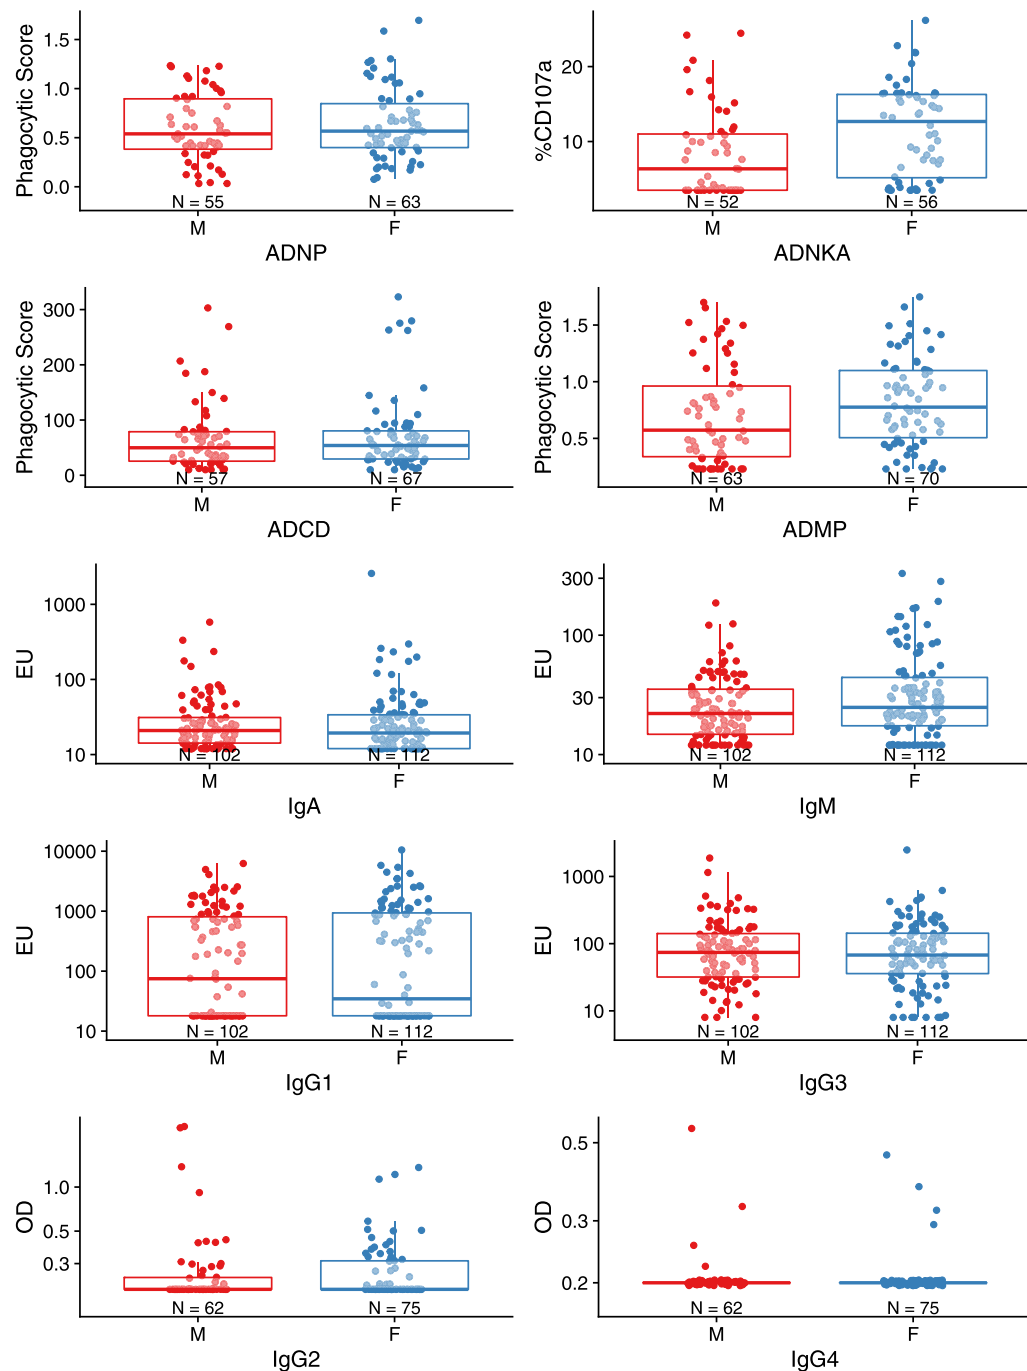 Phagocytic Score
1.5
1.0
0.5
0.0
N = 55
N = 63
M
F
ADNP
%CD107a
20
10
N = 52
N = 56
M
F
ADNKA
Phagocytic Score
300
200
100
0
N = 57
N = 67
M
F
ADCD
Phagocytic Score
1.5
1.0
0.5
N = 63
N = 70
M
F
ADMP
EU
1000
100
10
N = 102
N = 112
M
F
IgA
EU
300
100
30
10
N = 102
N = 112
M
F
IgM
EU
10000
1000
100
10
N = 102
N = 112
M
F
IgG1
EU
1000
100
10
N = 102
N = 112
M
F
IgG3
OD
1.0
0.5
0.3
N = 62
N = 75
M
F
IgG2
OD
0.5
0.3
0.2
N = 62
N = 75
M
F
IgG4